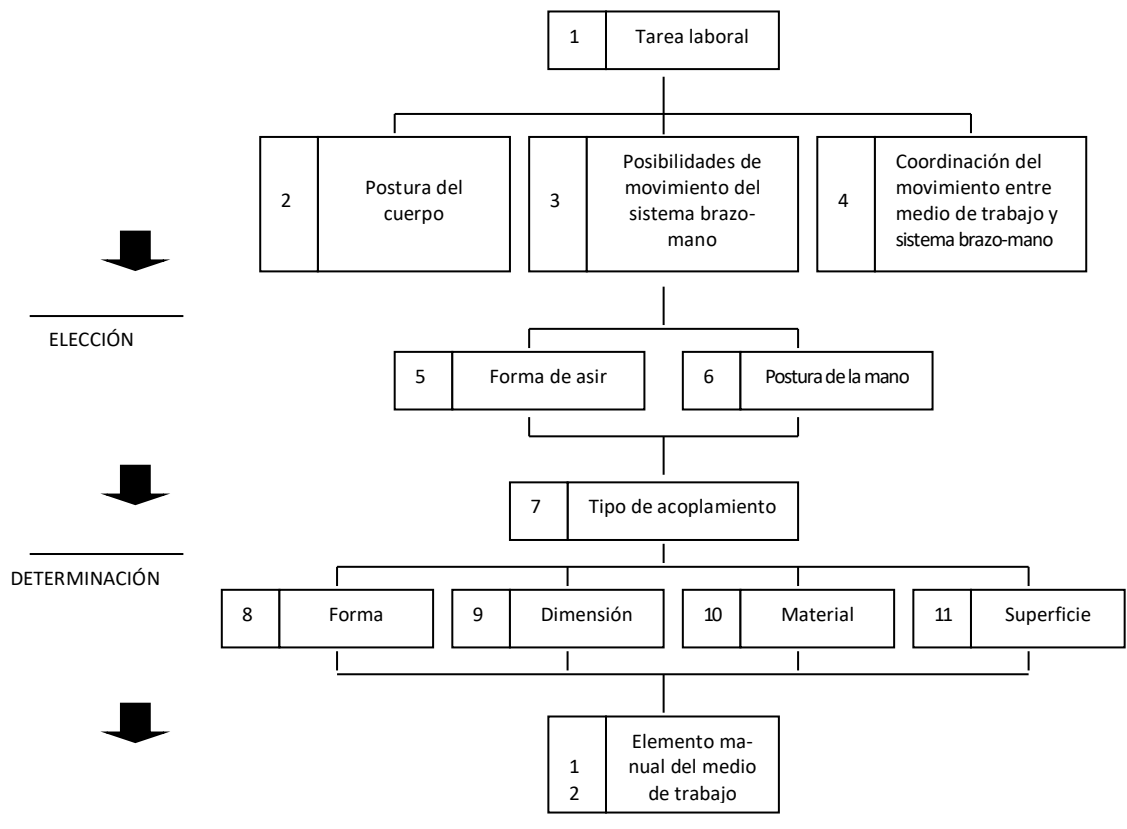 1 Tarea laboral
2 Postura del
cuerpo
3 Posibilidades de
movimiento del
sistema brazo-
mano
4 Coordinación del
movimiento entre
medio de trabajo y
sistema brazo-mano
ELECCIÓN
5 Forma de asir
6 Postura de la mano
7 Tipo de acoplamiento
DETERMINACIÓN
8 Forma
9 Dimensión
10 Material
11 Superficie
1
2
Elemento ma-
nual del medio
de trabajo